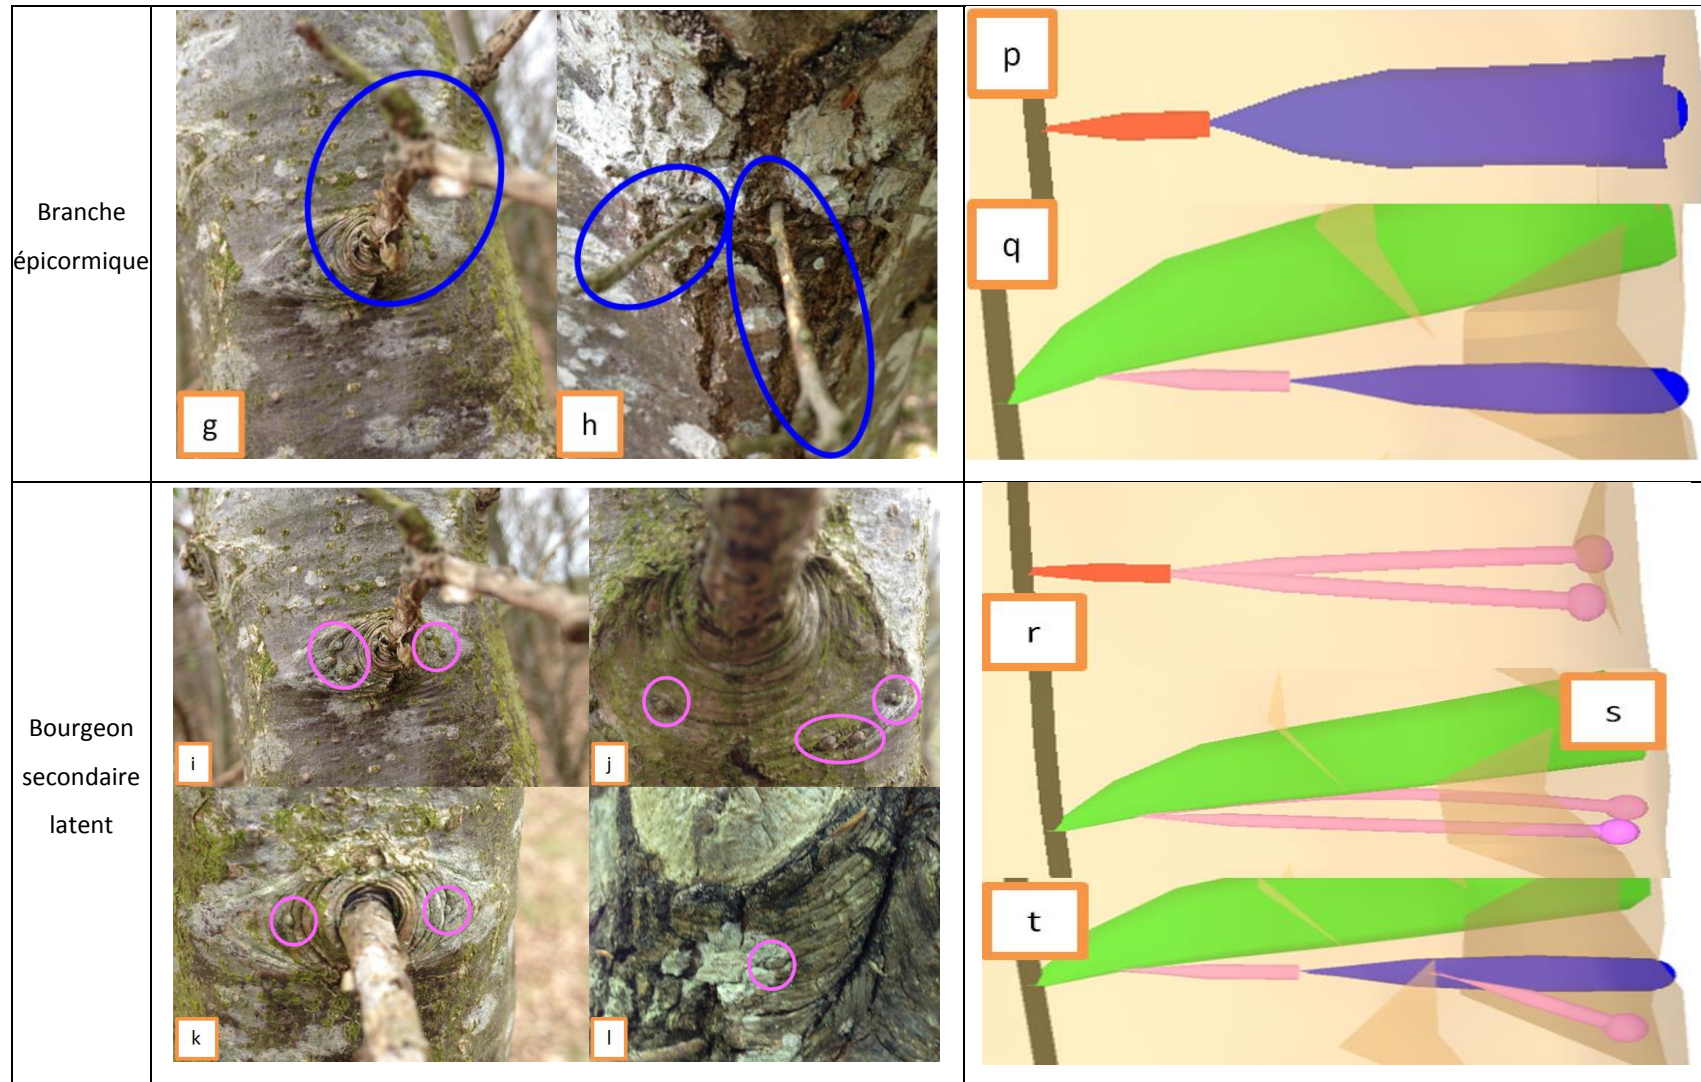 Branche
épicormique
g
h
p
q
Bourgeon
secondaire
latent
i
j
k
l
r
s
t